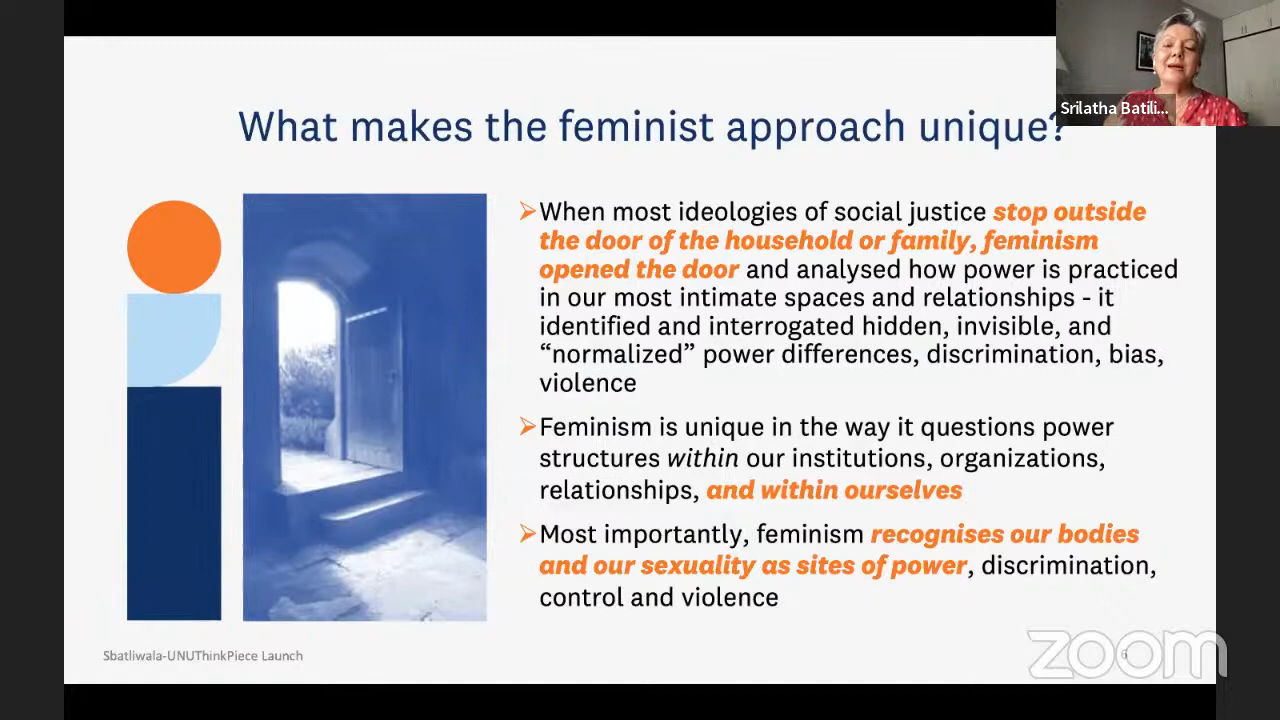 Srilatha Batili...
What makes the feminist approach unique?
➢When most ideologies of social justice stop outside
the door of the household or family, feminism
opened the door and analysed how power is practiced
in our most intimate spaces and relationships - it
identified and interrogated hidden, invisible, and
“normalized” power differences, discrimination, bias,
violence
➢Feminism is unique in the way it questions power
structures within our institutions, organizations,
relationships, and within ourselves
➢Most importantly, feminism recognises our bodies
and our sexuality as sites of power, discrimination,
control and violence
Sbatliwala-UNUThinkPiece Launch
6
zoom